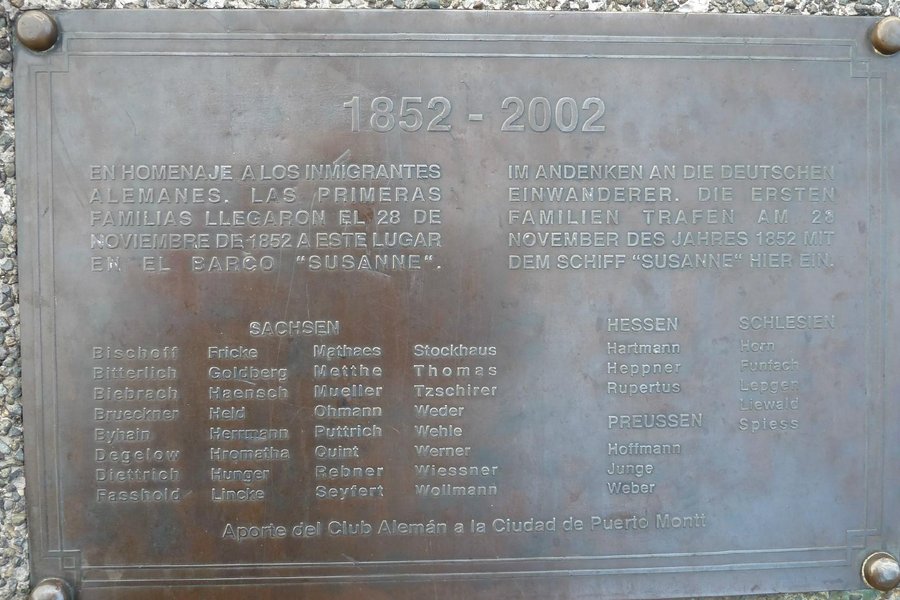 1852 - 2002
EN HOMENAJE A LOS INMIGRANTES
ALEMANES. LAS PRIMERAS
FAMILIAS LLEGARON EL 28 DE
NOVIEMBRE DE 1852 A ESTE LUGAR
EN EL BARCO "SUSANNE".
IM ANDENKEN AN DIE DEUTSCHEN
EINWANDERER. DIE ERSTEN
FAMILIEN TRAFEN AM 28
NOVEMBER DES JAHRES 1852 MIT
DEM SCHIFF "SUSANNE" HIER EIN.
SACHSEN
Bischoff Fricke Mathaes Stockhaus
Bitterlich Goldberg Metthe Thomas
Biebrach Haensch Mueller Tzschirer
Brueckner Held Ohmann Weder
Byhain Herrmann Puttrich Wehle
Degelow Hromatha Quint Werner
Diettrich Hunger Rebner Wiessner
Fasshold Lincke Seyfert Wollmann
HESSEN
Hartmann
Heppner
Rupertus
PREUSSEN
Hoffmann
Junge
Weber
SCHLESIEN
Horn
Funfach
Lepger
Liewald
Spiess
Aporte del Club Alemán a la Ciudad de Puerto Montt